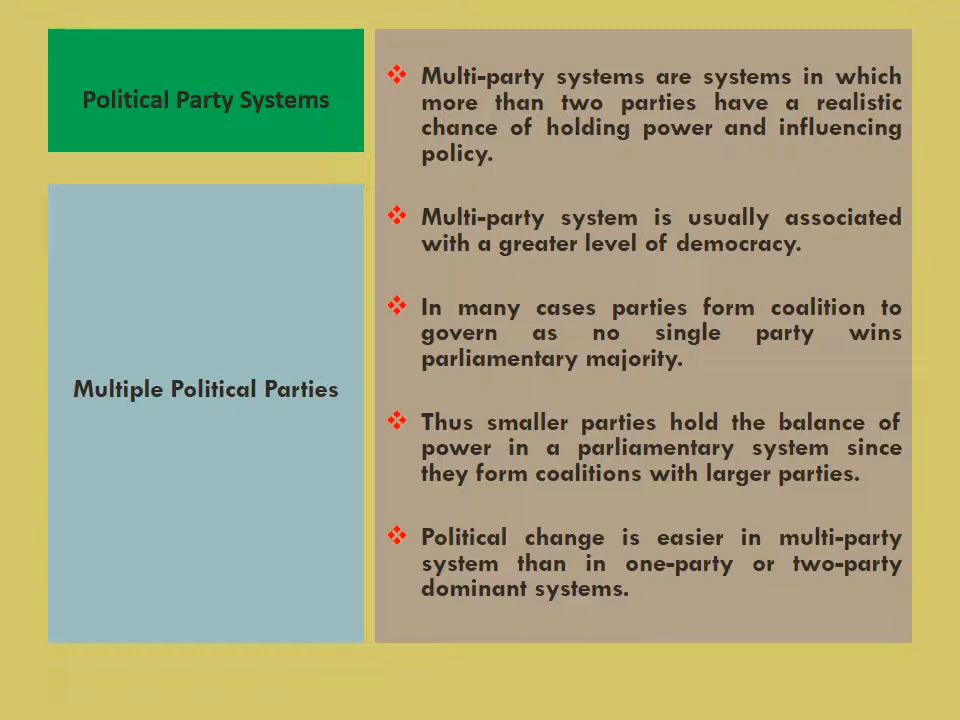 Political Party Systems
Multiple Political Parties
Multi-party systems are systems in which
more than two parties have a realistic
chance of holding power and influencing
policy.
Multi-party system is usually associated
with a greater level of democracy.
In many cases parties form coalition to
govern as no single party wins
parliamentary majority.
Thus smaller parties hold the balance of
power in a parliamentary system since
they form coalitions with larger parties.
Political change is easier in multi-party
system than in one-party or two-party
dominant systems.